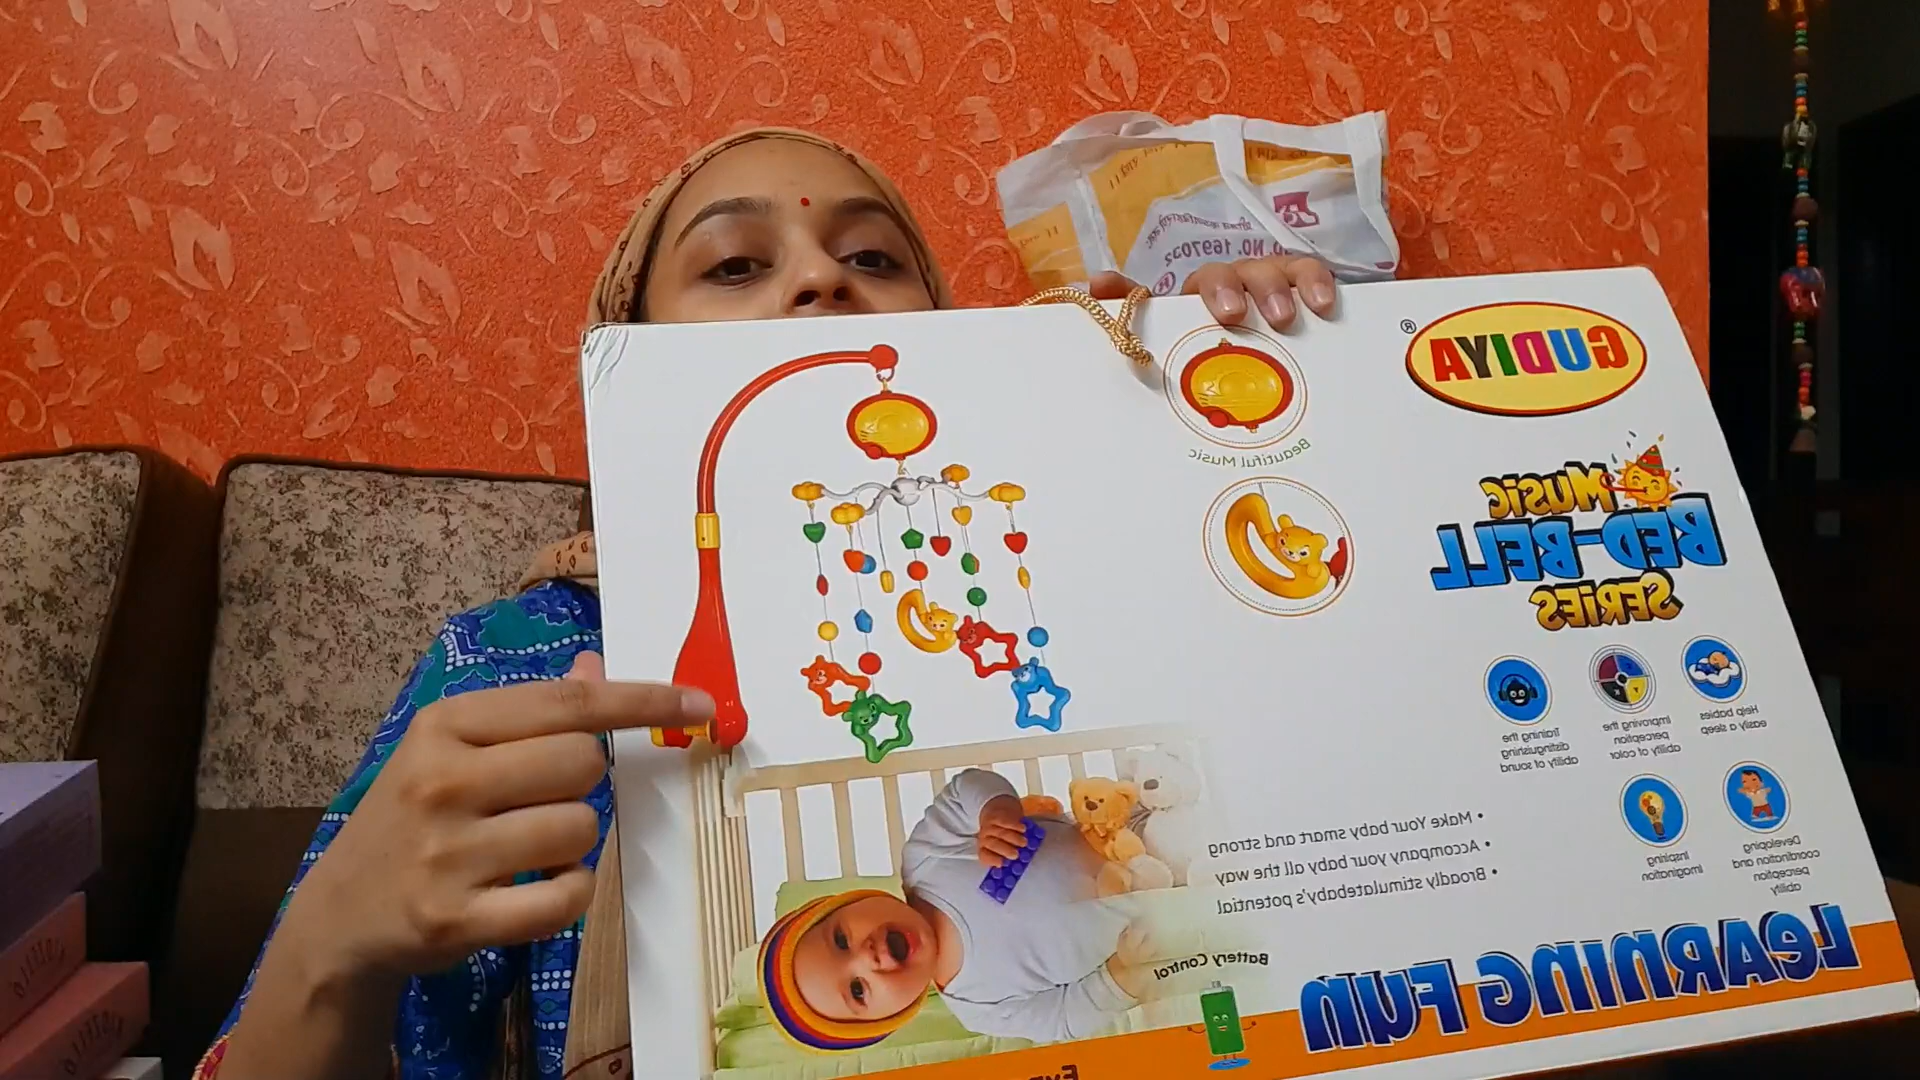 GUDIYA
®
MUSIC
BED-BELL
SERIES
Beautiful Music
Help babies
easily a sleep
Improving the
perception
ability of color
Training the
distinguishing
ability of sound
Developing
coordination and
perception
ability
Inspiring
imagination
• Make Your baby smart and strong
• Accompany your baby all the way
• Broadly stimulatebaby's potential
Battery Control
LEARNING FUN
NO. 1697032